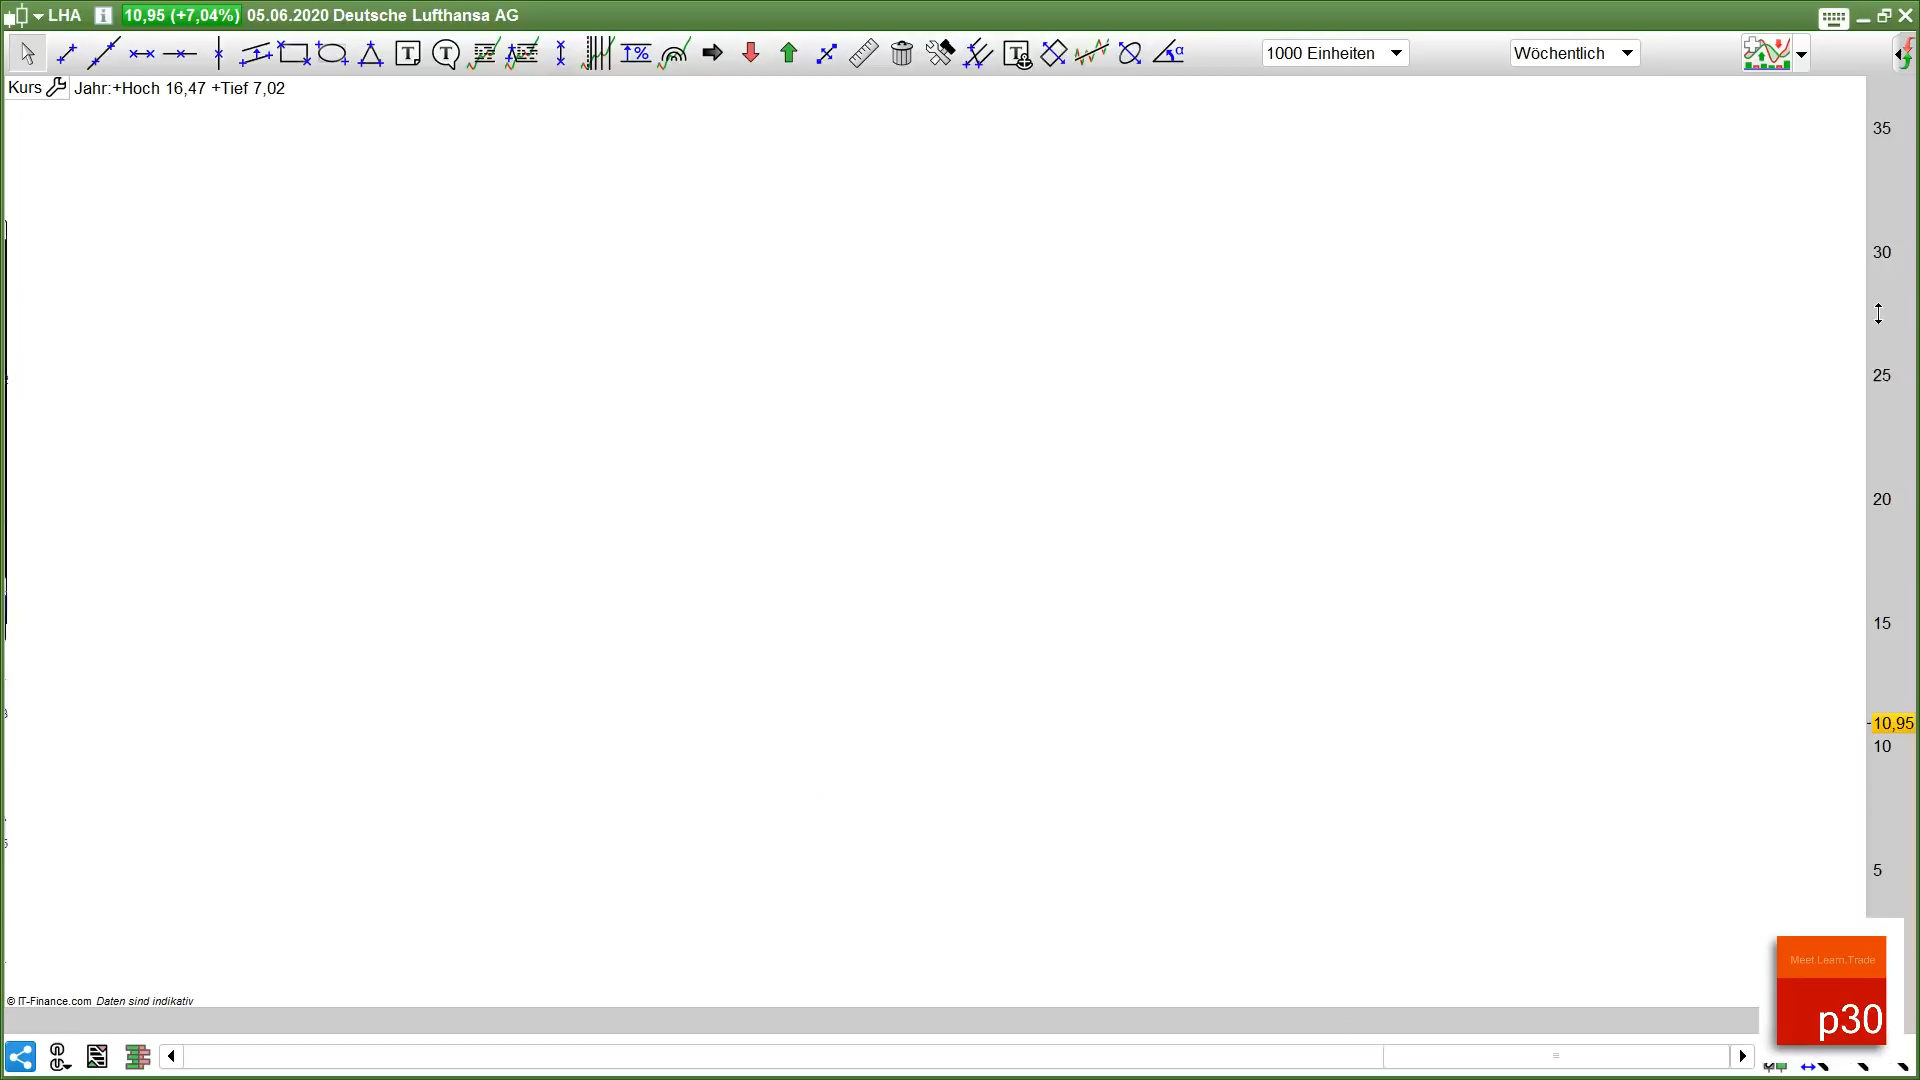 LHA 10,95 (+7,04%) 05.06.2020 Deutsche Lufthansa AG
1000 Einheiten
Wöchentlich
Kurs Jahr:+Hoch 16,47 +Tief 7,02
35
30
25
20
15
10,95
10
5
Meet.Learn.Trade
p30
© IT-Finance.com Daten sind indikativ